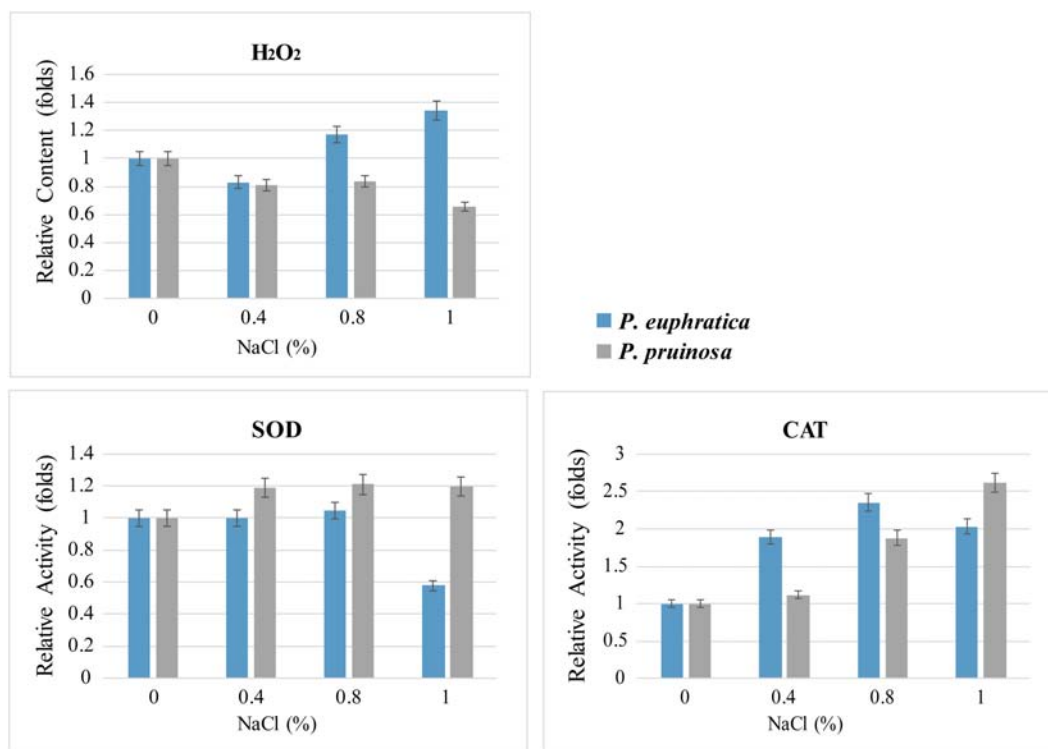 H₂O₂
Relative Content (folds)
1.6
1.4
1.2
1
0.8
0.6
0.4
0.2
0
0 0.4 0.8 1
NaCl (%)
P. euphratica
P. pruinosa
SOD
Relative Activity (folds)
1.4
1.2
1
0.8
0.6
0.4
0.2
0
0 0.4 0.8 1
NaCl (%)
CAT
Relative Activity (folds)
3
2.5
2
1.5
1
0.5
0
0 0.4 0.8 1
NaCl (%)